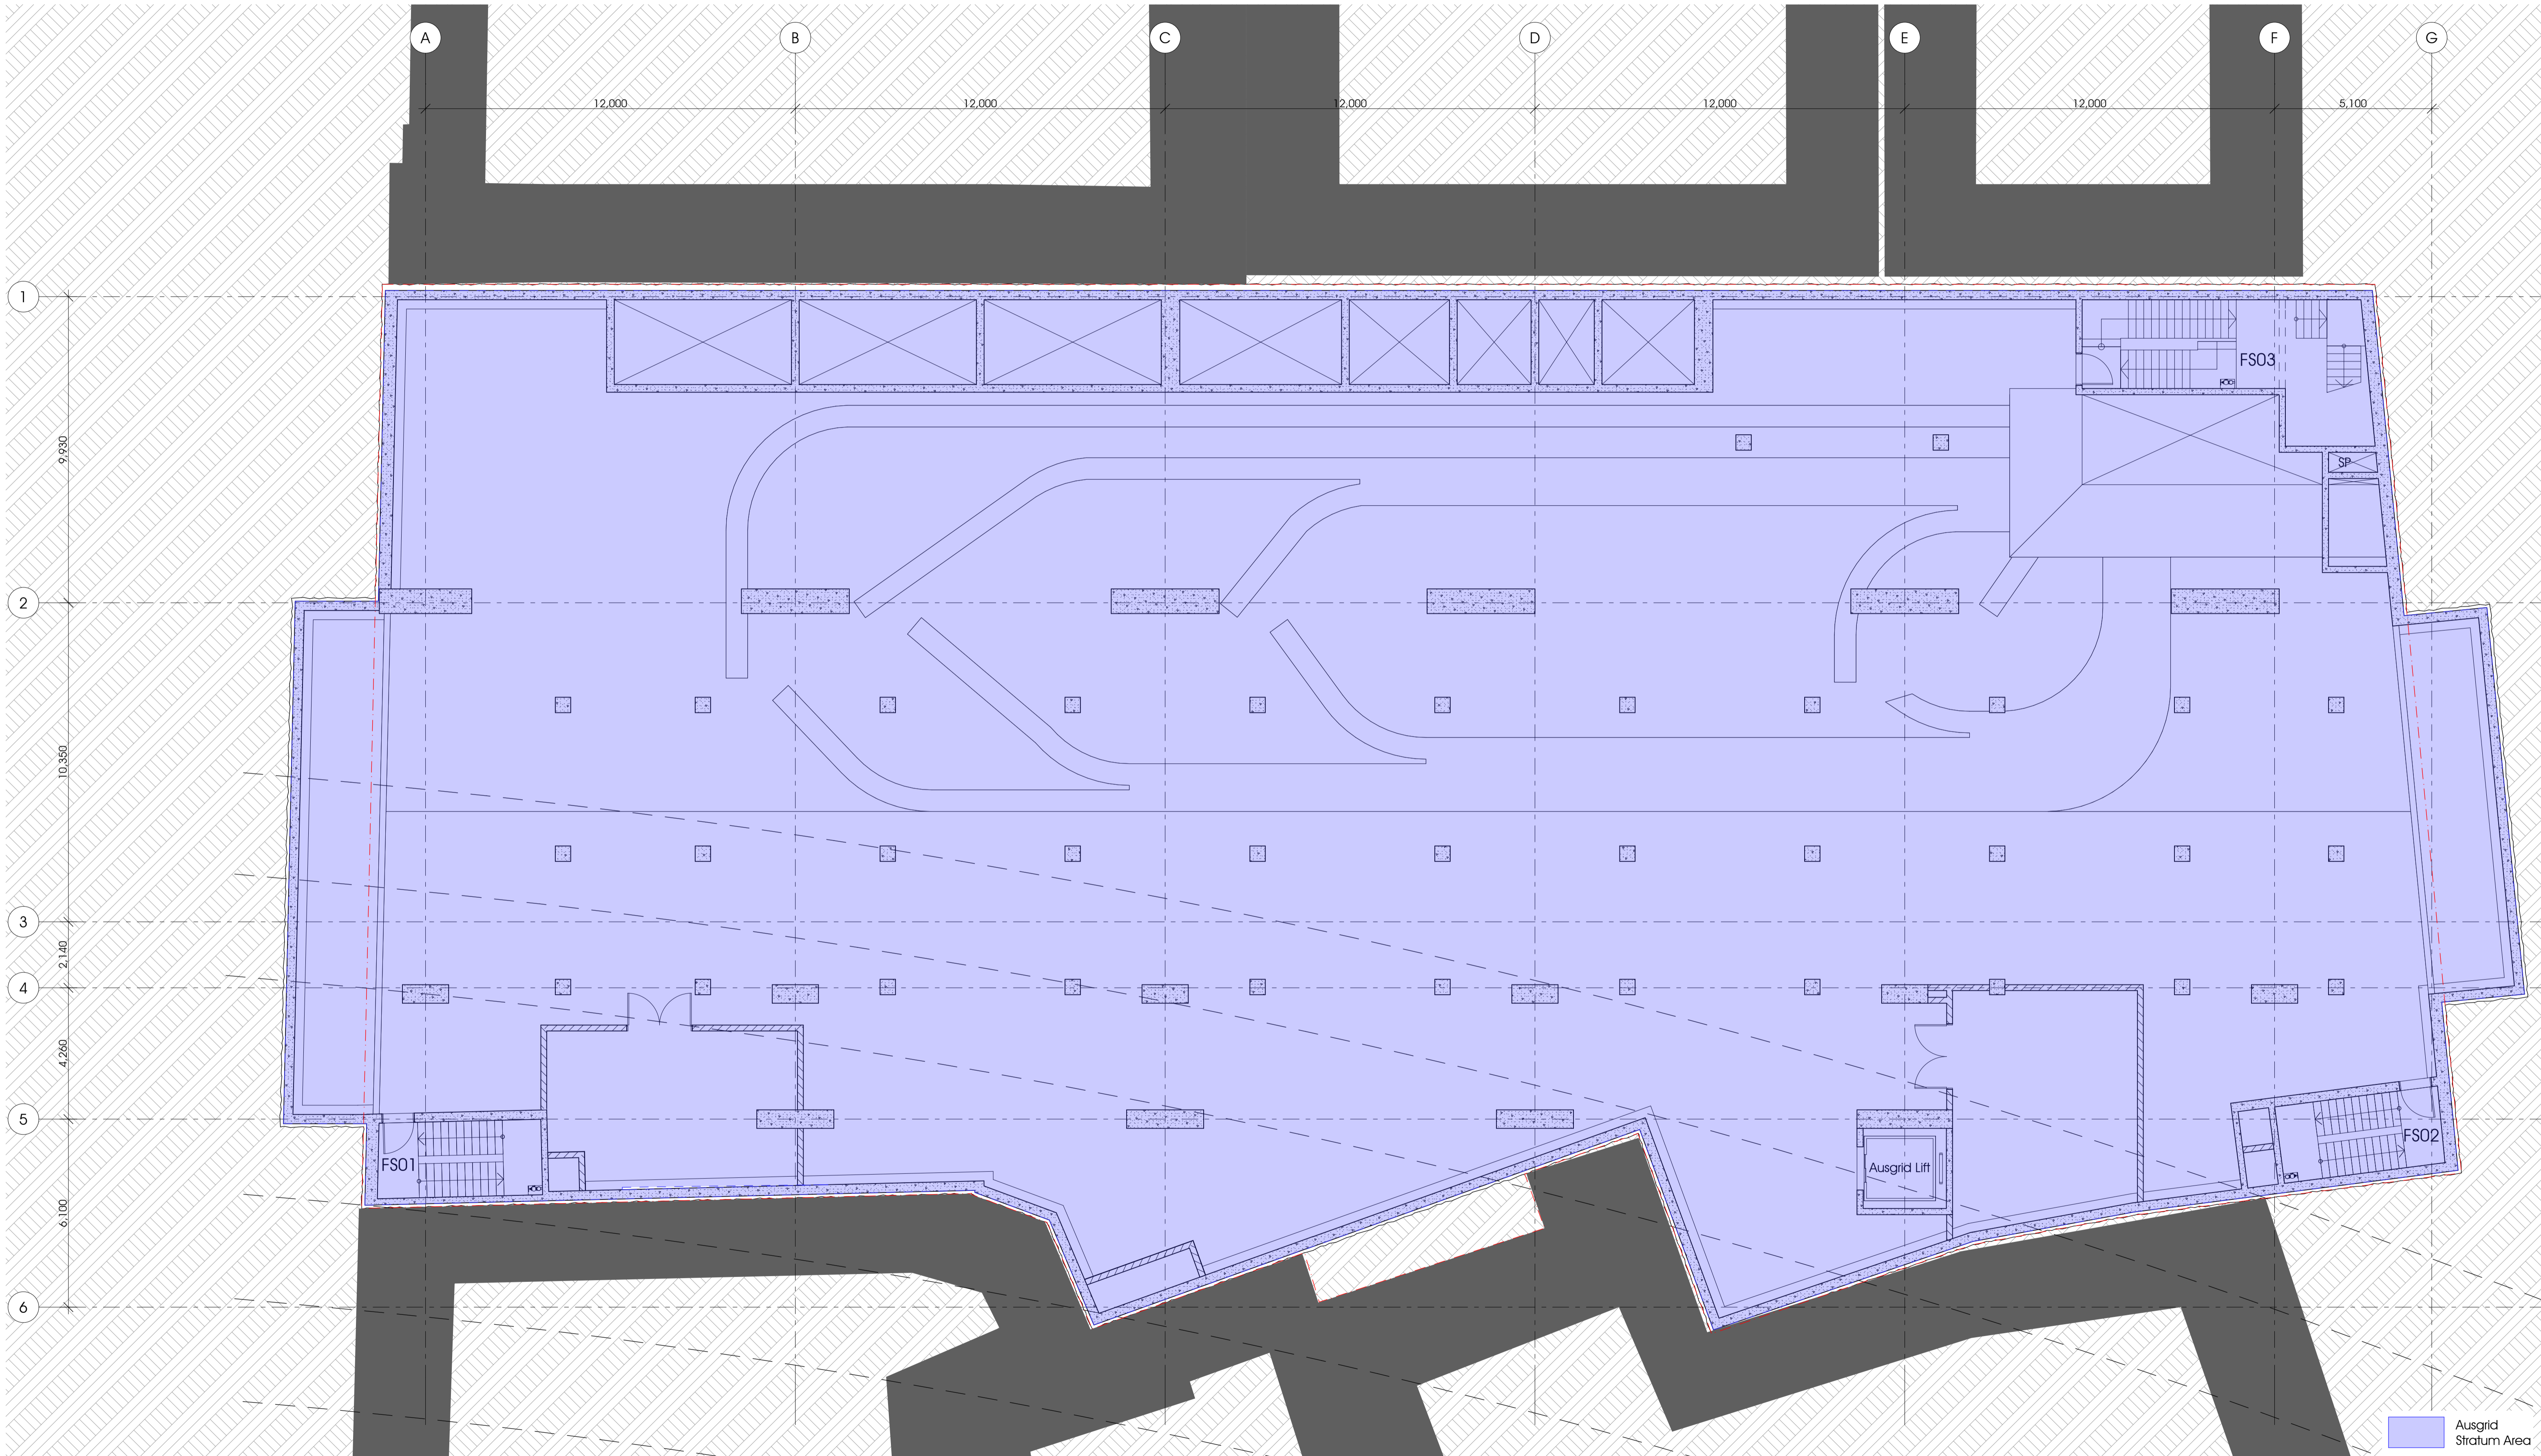 A B C D E F G
12,000 12,000 12,000 12,000 12,000 5,100
1
FS03
9,930
SP
2
10,350
3
2,140
4
4,260
5
FS02
FS01
Ausgrid Lift
6,100
6
Ausgrid
Stratum Area